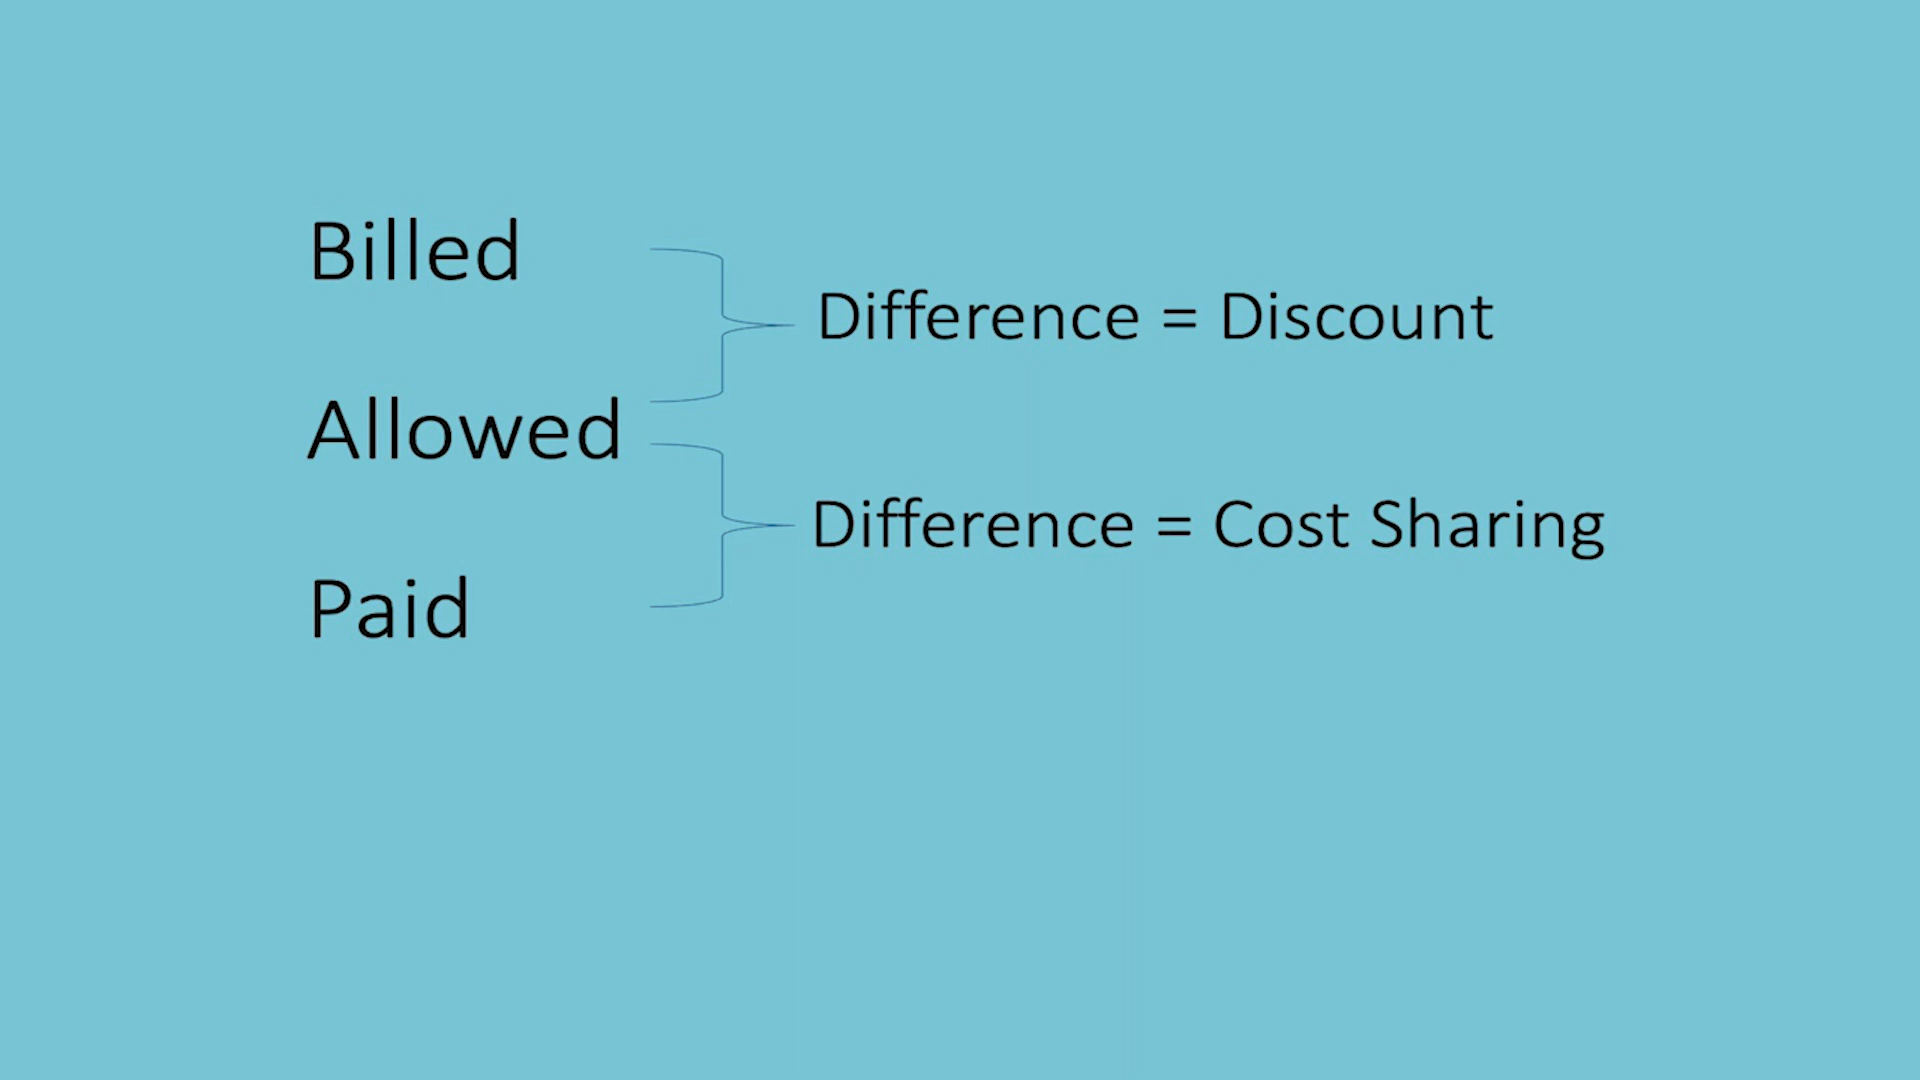 Billed
Difference = Discount
Allowed
Difference = Cost Sharing
Paid